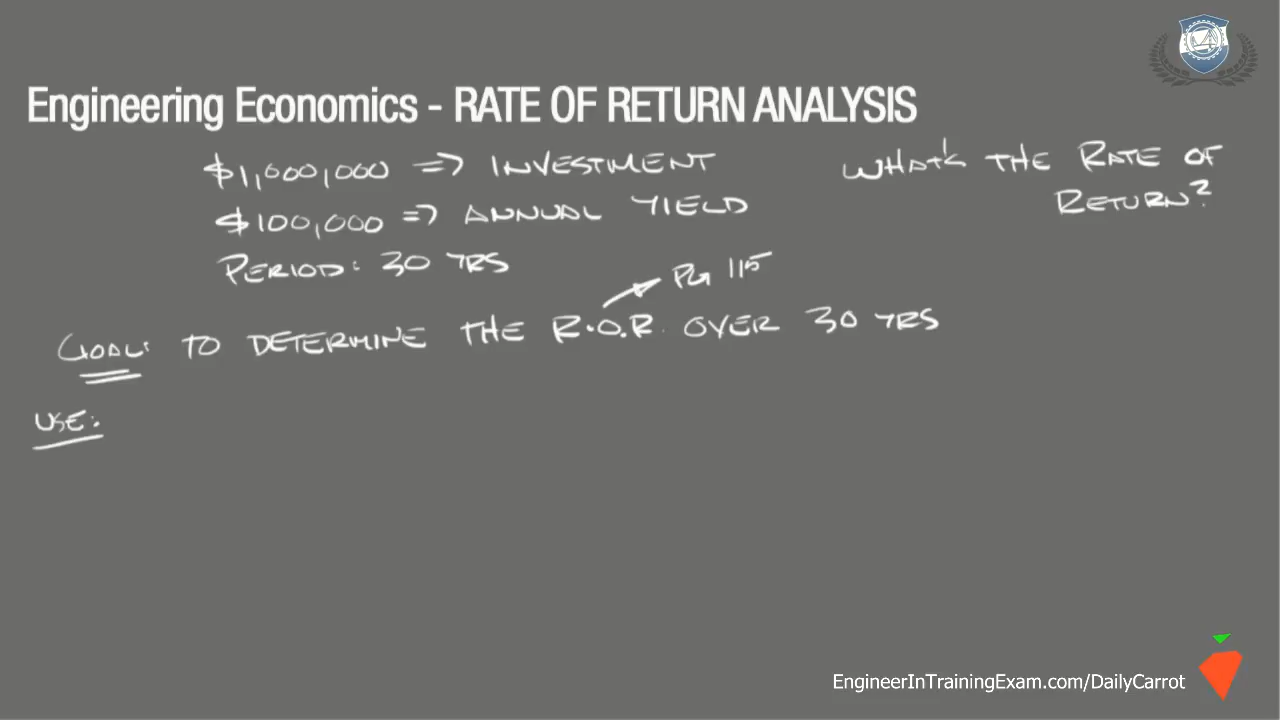 Engineering Economics - RATE OF RETURN ANALYSIS
$1,000,000 => INVESTMENT
$100,000 => ANNUAL YIELD
PERIOD: 30 YRS
WHAT'S THE RATE OF
RETURN?
PG 115
GOAL: TO DETERMINE THE R.O.R. OVER 30 YRS
USE:
EngineerInTrainingExam.com/DailyCarrot